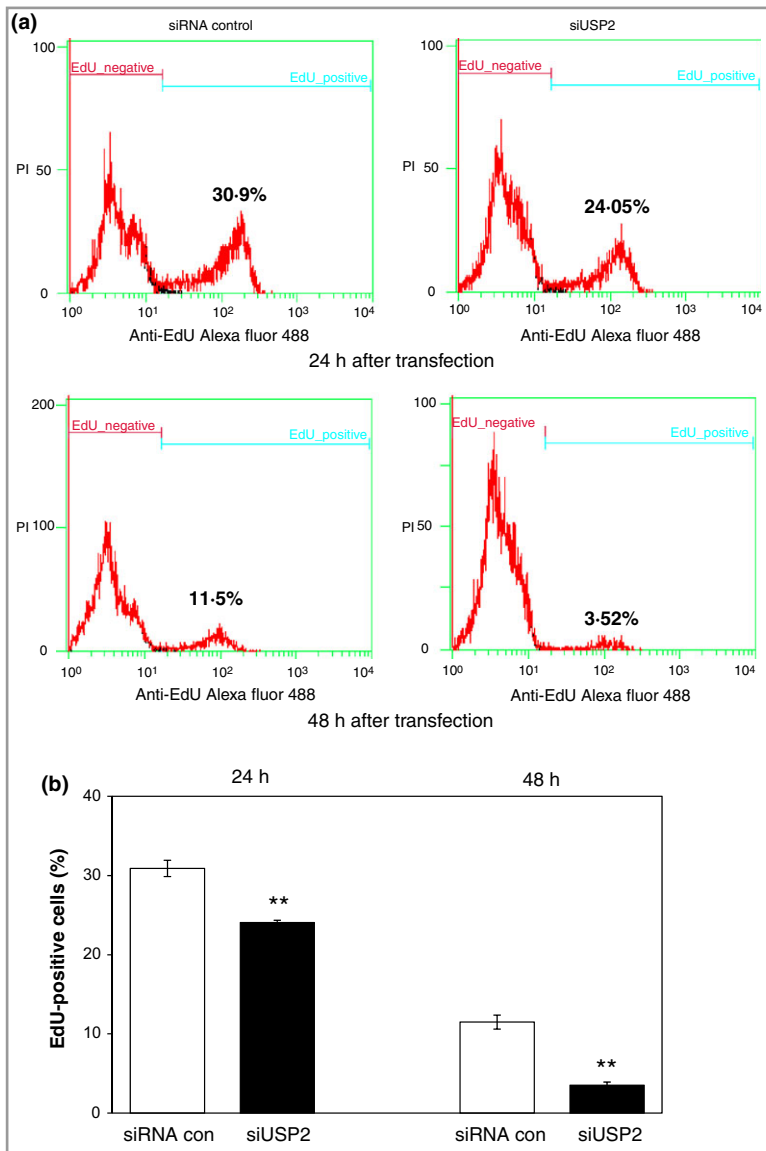 (a)
siRNA control
siUSP2
100
EdU_negative
EdU_positive
PI
50
30·9%
0
10⁰ 10¹ 10² 10³ 10⁴
Anti-EdU Alexa fluor 488
100
EdU_negative
EdU_positive
PI
50
24·05%
0
10⁰ 10¹ 10² 10³ 10⁴
Anti-EdU Alexa fluor 488
24 h after transfection
200
EdU_negative
EdU_positive
PI
100
11·5%
0
10⁰ 10¹ 10² 10³ 10⁴
Anti-EdU Alexa fluor 488
100
EdU_negative
EdU_positive
PI
50
3·52%
0
10⁰ 10¹ 10² 10³ 10⁴
Anti-EdU Alexa fluor 488
48 h after transfection
(b)
24 h
48 h
EdU-positive cells (%)
40
30
20
10
0
**
**
siRNA con
siUSP2
siRNA con
siUSP2